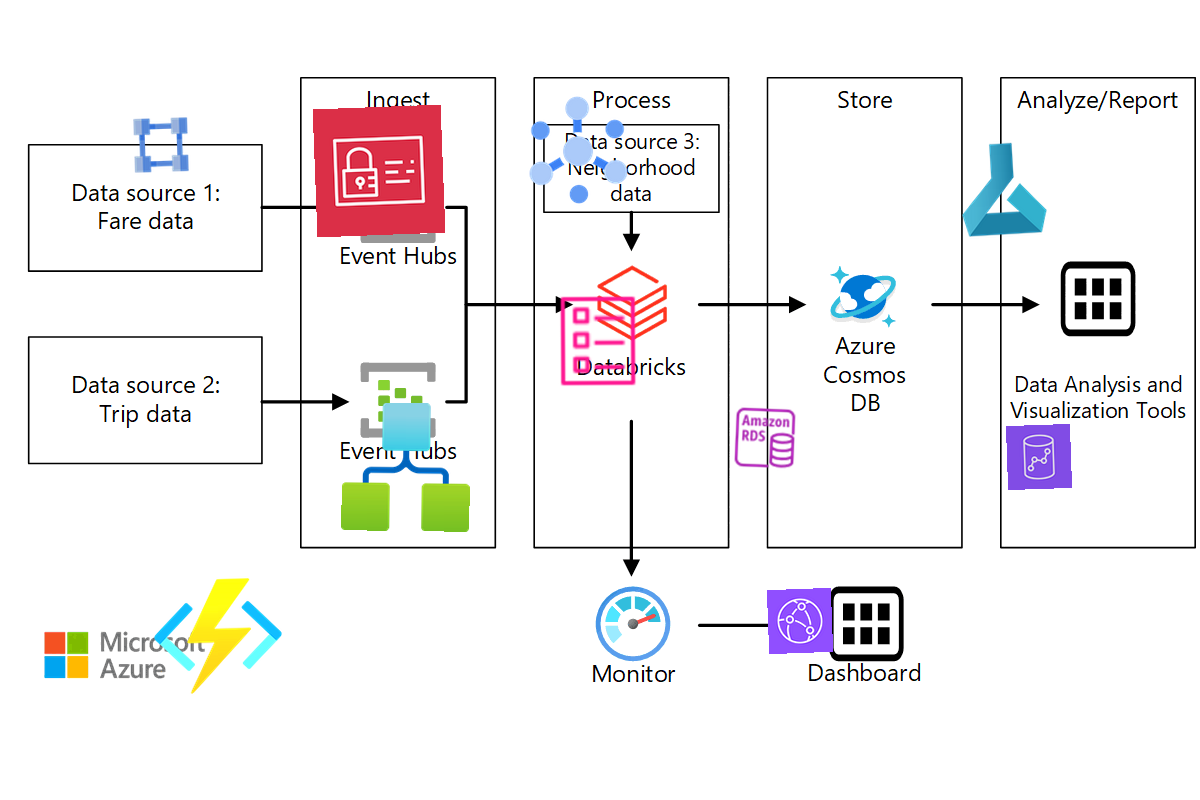 Ingest
Process
Store
Analyze/Report
Data source 1:
Fare data
Data source 3:
Neighborhood
data
Event Hubs
Databricks
Azure
Cosmos
DB
Data source 2:
Trip data
Event Hubs
Data Analysis and
Visualization Tools
Amazon
RDS
Microsoft
Azure
Monitor
Dashboard